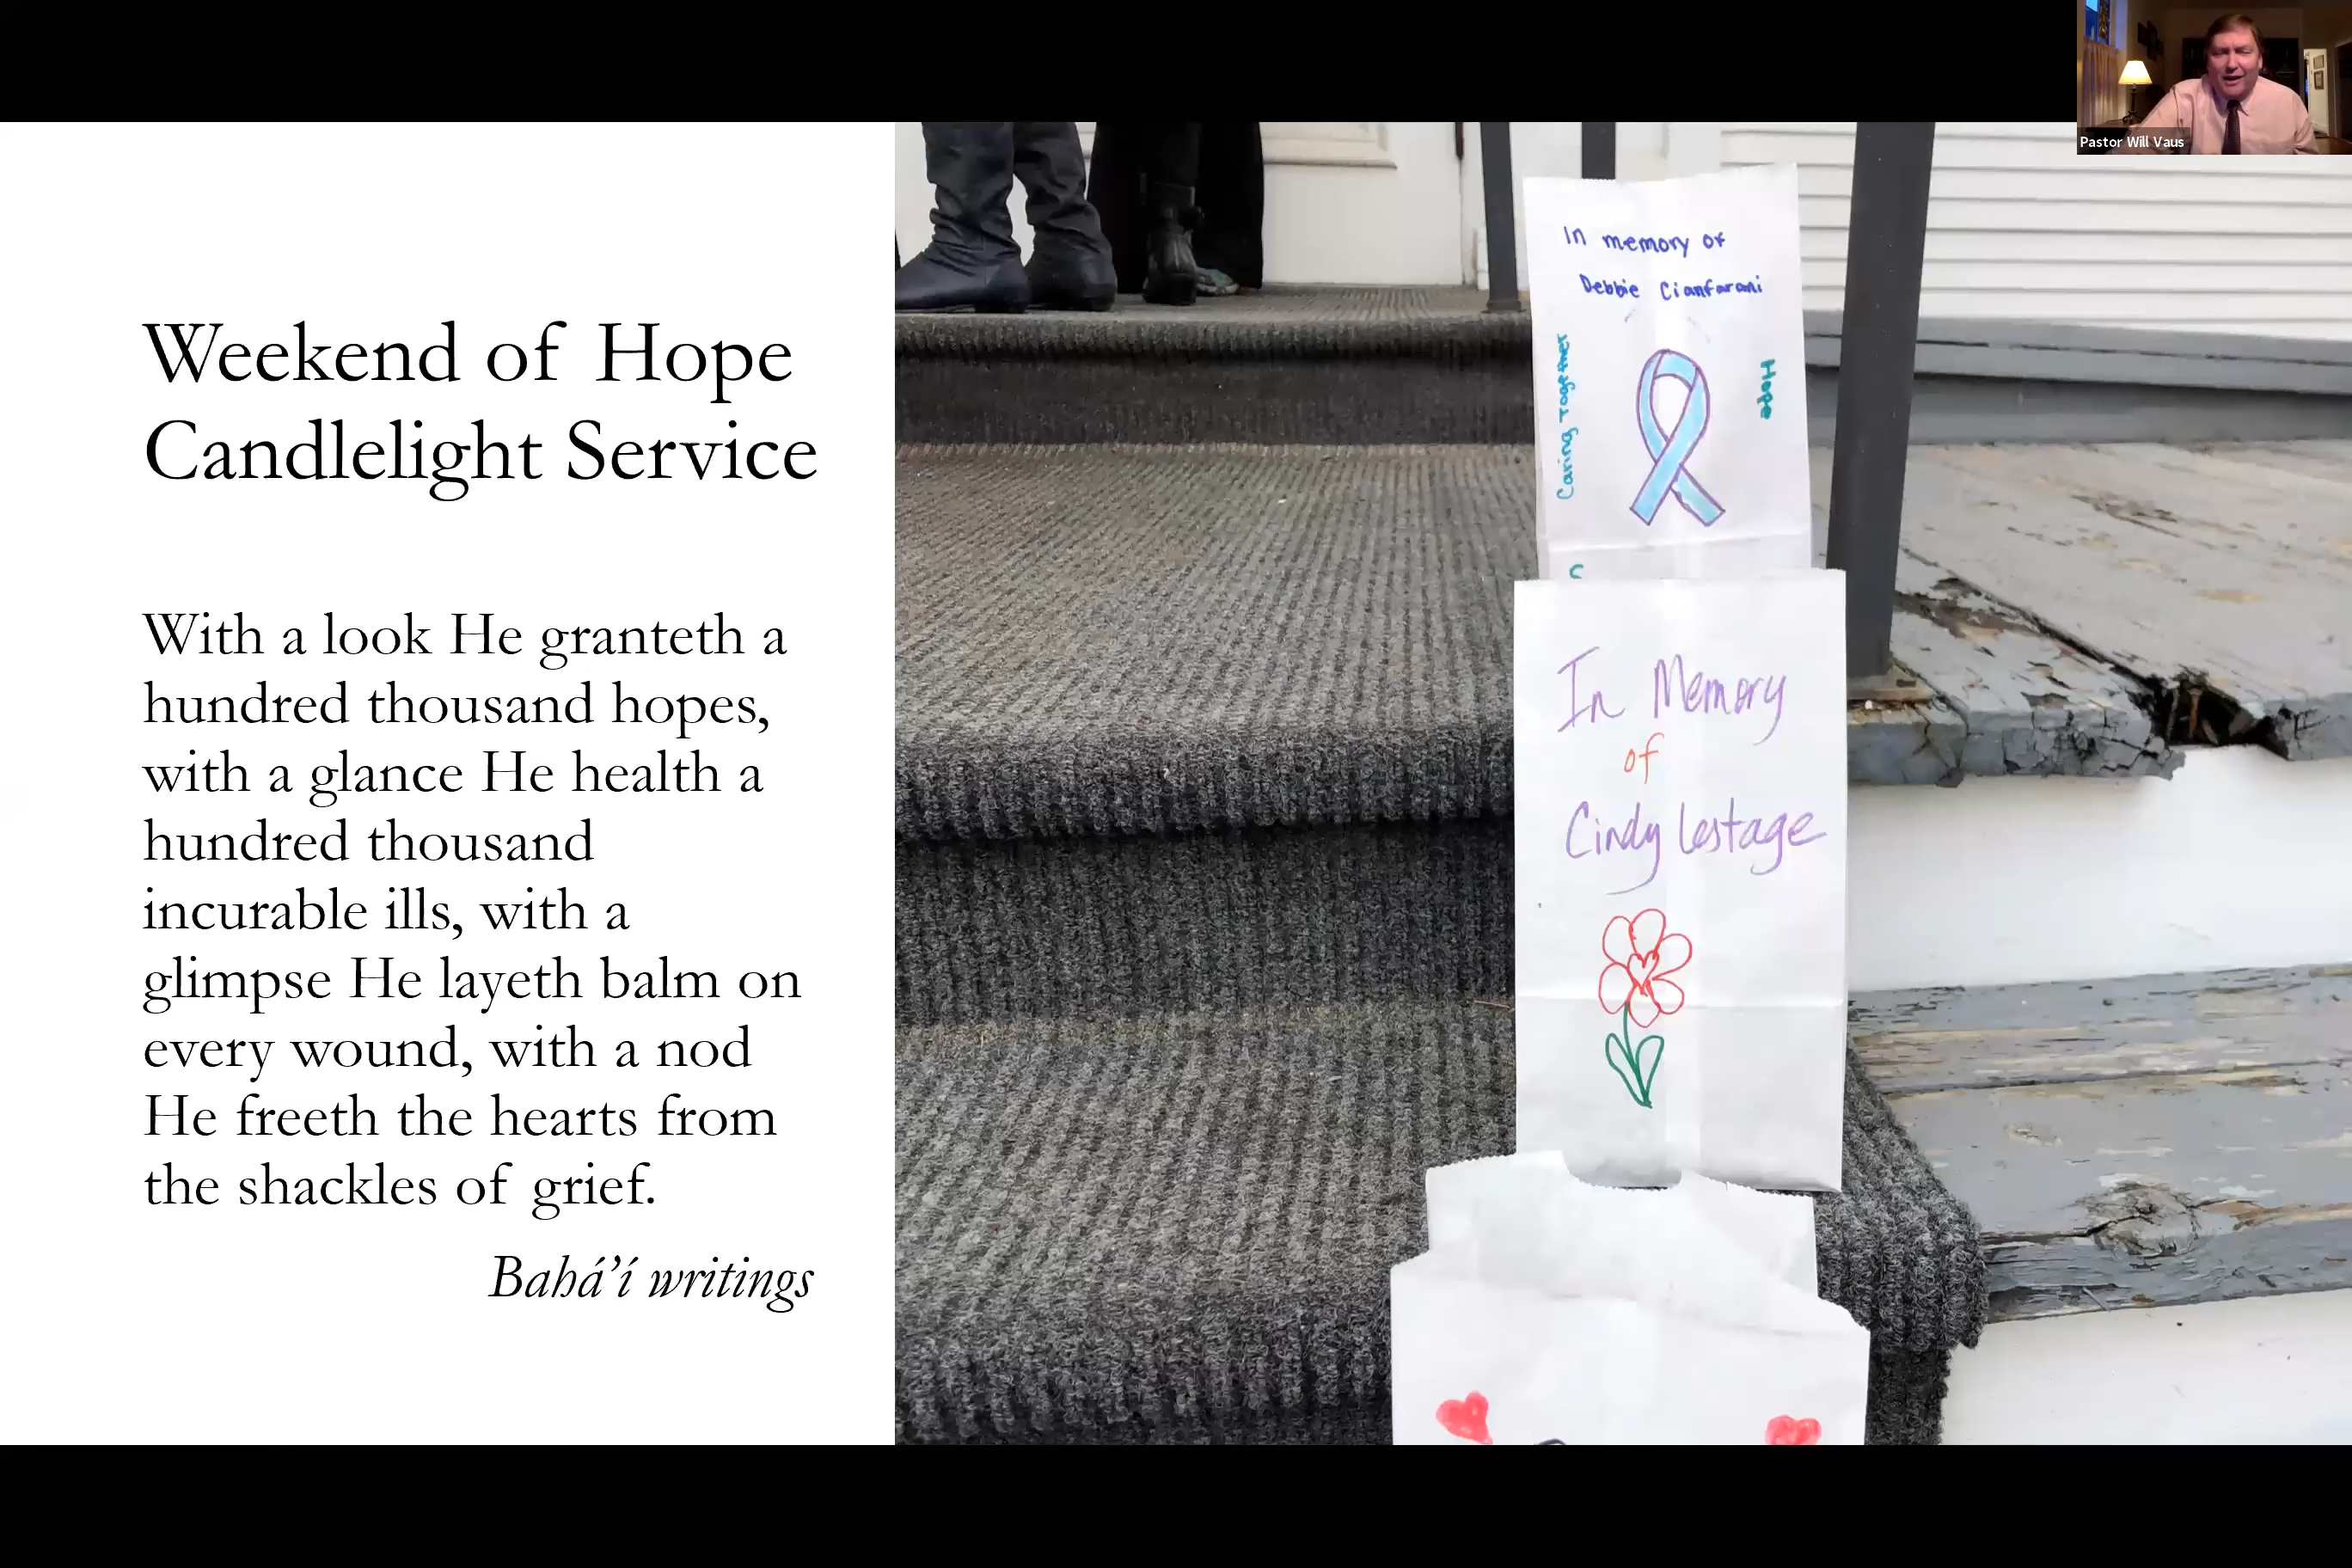 Pastor Will Vaus
Weekend of Hope
Candlelight Service
With a look He granteth a
hundred thousand hopes,
with a glance He health a
hundred thousand
incurable ills, with a
glimpse He layeth balm on
every wound, with a nod
He freeth the hearts from
the shackles of grief.
Bahá’í writings
In memory of
Debbie Cianfarani
Caring Together
Hope
In Memory
of
Cindy Lestage